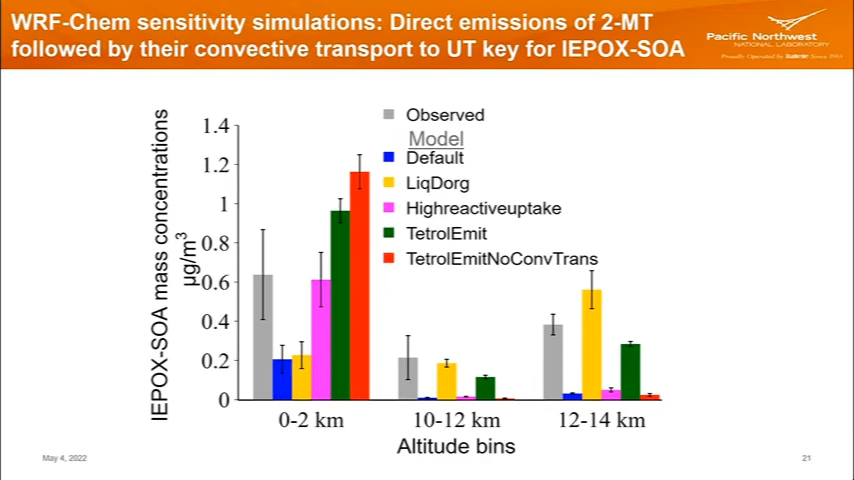 WRF-Chem sensitivity simulations: Direct emissions of 2-MT
followed by their convective transport to UT key for IEPOX-SOA
Pacific Northwest
NATIONAL LABORATORY
Proudly Operated by Battelle Since 1965
Observed
Model
Default
LiqDorg
Highreactiveuptake
TetrolEmit
TetrolEmitNoConvTrans
IEPOX-SOA mass concentrations
µg/m³
1.4
1.2
1
0.8
0.6
0.4
0.2
0
0-2 km
10-12 km
12-14 km
Altitude bins
May 4, 2022
21